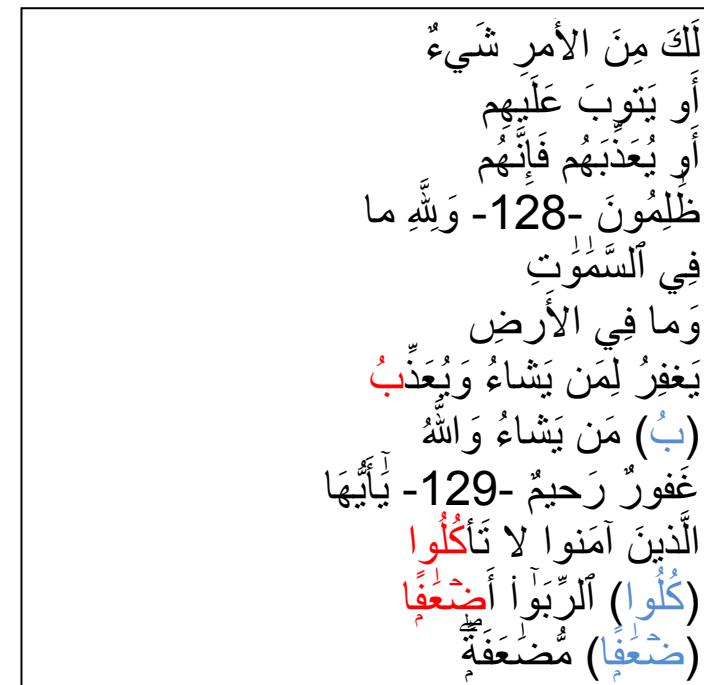 لَكَ مِنَ الأَمرِ شَيءٌ
أَو يَتوبَ عَلَيهِم
أَو يُعَذِّبَهُم فَإِنَّهُم
ظَٰلِمُونَ -128- وَلِلَّهِ ما
فِي ٱلسَّمَٰوَٰتِ
وَما فِي الأَرضِ
يَغفِرُ لِمَن يَشاءُ وَيُعَذِّبُ
(بُ) مَن يَشاءُ وَاللَّهُ
غَفورٌ رَحيمٌ -129- يَٰٓأَيُّهَا
الَّذينَ آمَنوا لا تَأكُلُوا
(كُلُوا) ٱلرِّبَوٰٓا۟ أَضۡعَٰفٗا
(ضۡعَٰفٗا) مُّضَٰعَفَةٗۖ